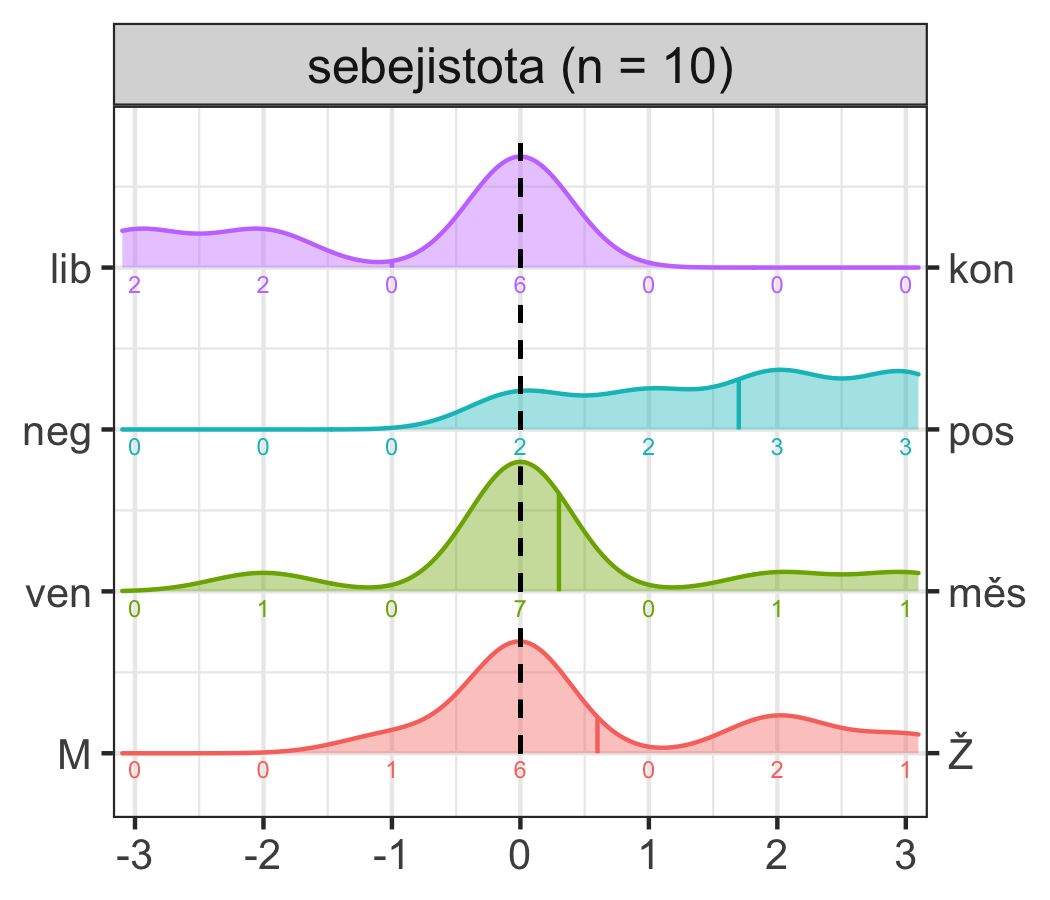 sebejistota (n = 10)
lib kon
2 2 0 6 0 0 0
neg pos
0 0 0 2 2 3 3
ven měs
0 1 0 7 0 1 1
M Ž
0 0 1 6 0 2 1
-3 -2 -1 0 1 2 3